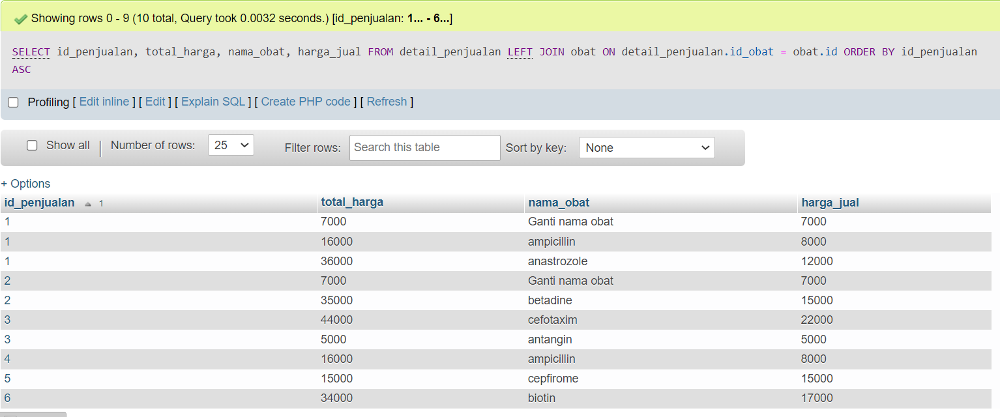 Showing rows 0 - 9 (10 total, Query took 0.0032 seconds.) [id_penjualan: 1... - 6...]
SELECT id_penjualan, total_harga, nama_obat, harga_jual FROM detail_penjualan LEFT JOIN obat ON detail_penjualan.id_obat = obat.id ORDER BY id_penjualan
ASC
Profiling [ Edit inline ] [ Edit ] [ Explain SQL ] [ Create PHP code ] [ Refresh ]
Show all | Number of rows: 25 Filter rows: Search this table Sort by key: None
+ Options
id_penjualan 1 total_harga nama_obat harga_jual
1 7000 Ganti nama obat 7000
1 16000 ampicillin 8000
1 36000 anastrozole 12000
2 7000 Ganti nama obat 7000
2 35000 betadine 15000
3 44000 cefotaxim 22000
3 5000 antangin 5000
4 16000 ampicillin 8000
5 15000 cepfirome 15000
6 34000 biotin 17000